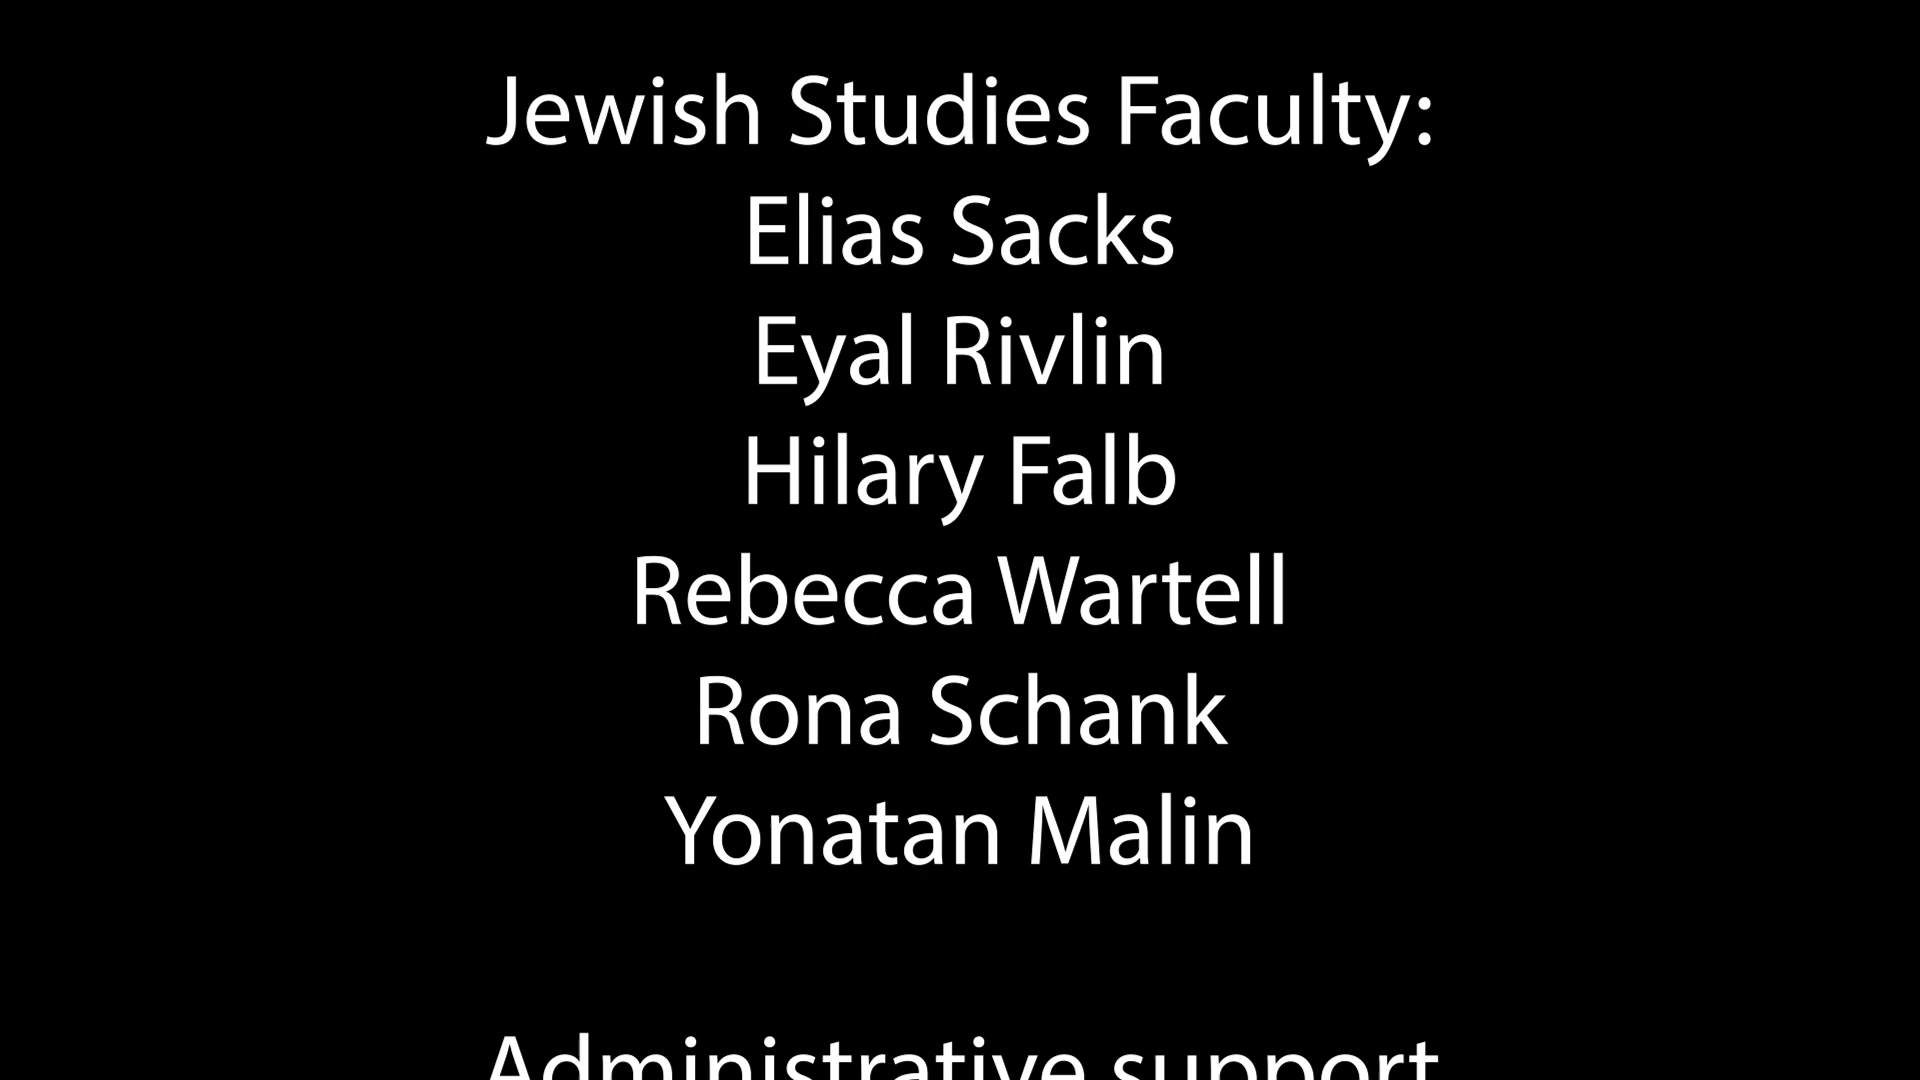 Jewish Studies Faculty:
Elias Sacks
Eyal Rivlin
Hilary Falb
Rebecca Wartell
Rona Schank
Yonatan Malin
Administrative support